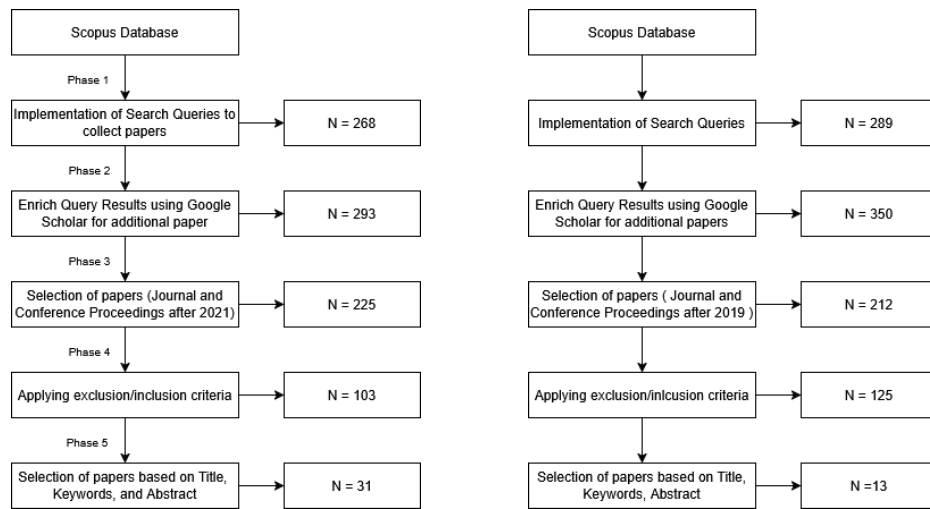 Scopus Database
Phase 1
Implementation of Search Queries to
collect papers
N = 268
Phase 2
Enrich Query Results using Google
Scholar for additional paper
N = 293
Phase 3
Selection of papers (Journal and
Conference Proceedings after 2021)
N = 225
Phase 4
Applying exclusion/inclusion criteria
N = 103
Phase 5
Selection of papers based on Title,
Keywords, and Abstract
N = 31
Scopus Database
Implementation of Search Queries
N = 289
Enrich Query Results using Google
Scholar for additional papers
N = 350
Selection of papers ( Journal and
Conference Proceedings after 2019 )
N = 212
Applying exclusion/inlcusion criteria
N = 125
Selection of papers based on Title,
Keywords, Abstract
N =13